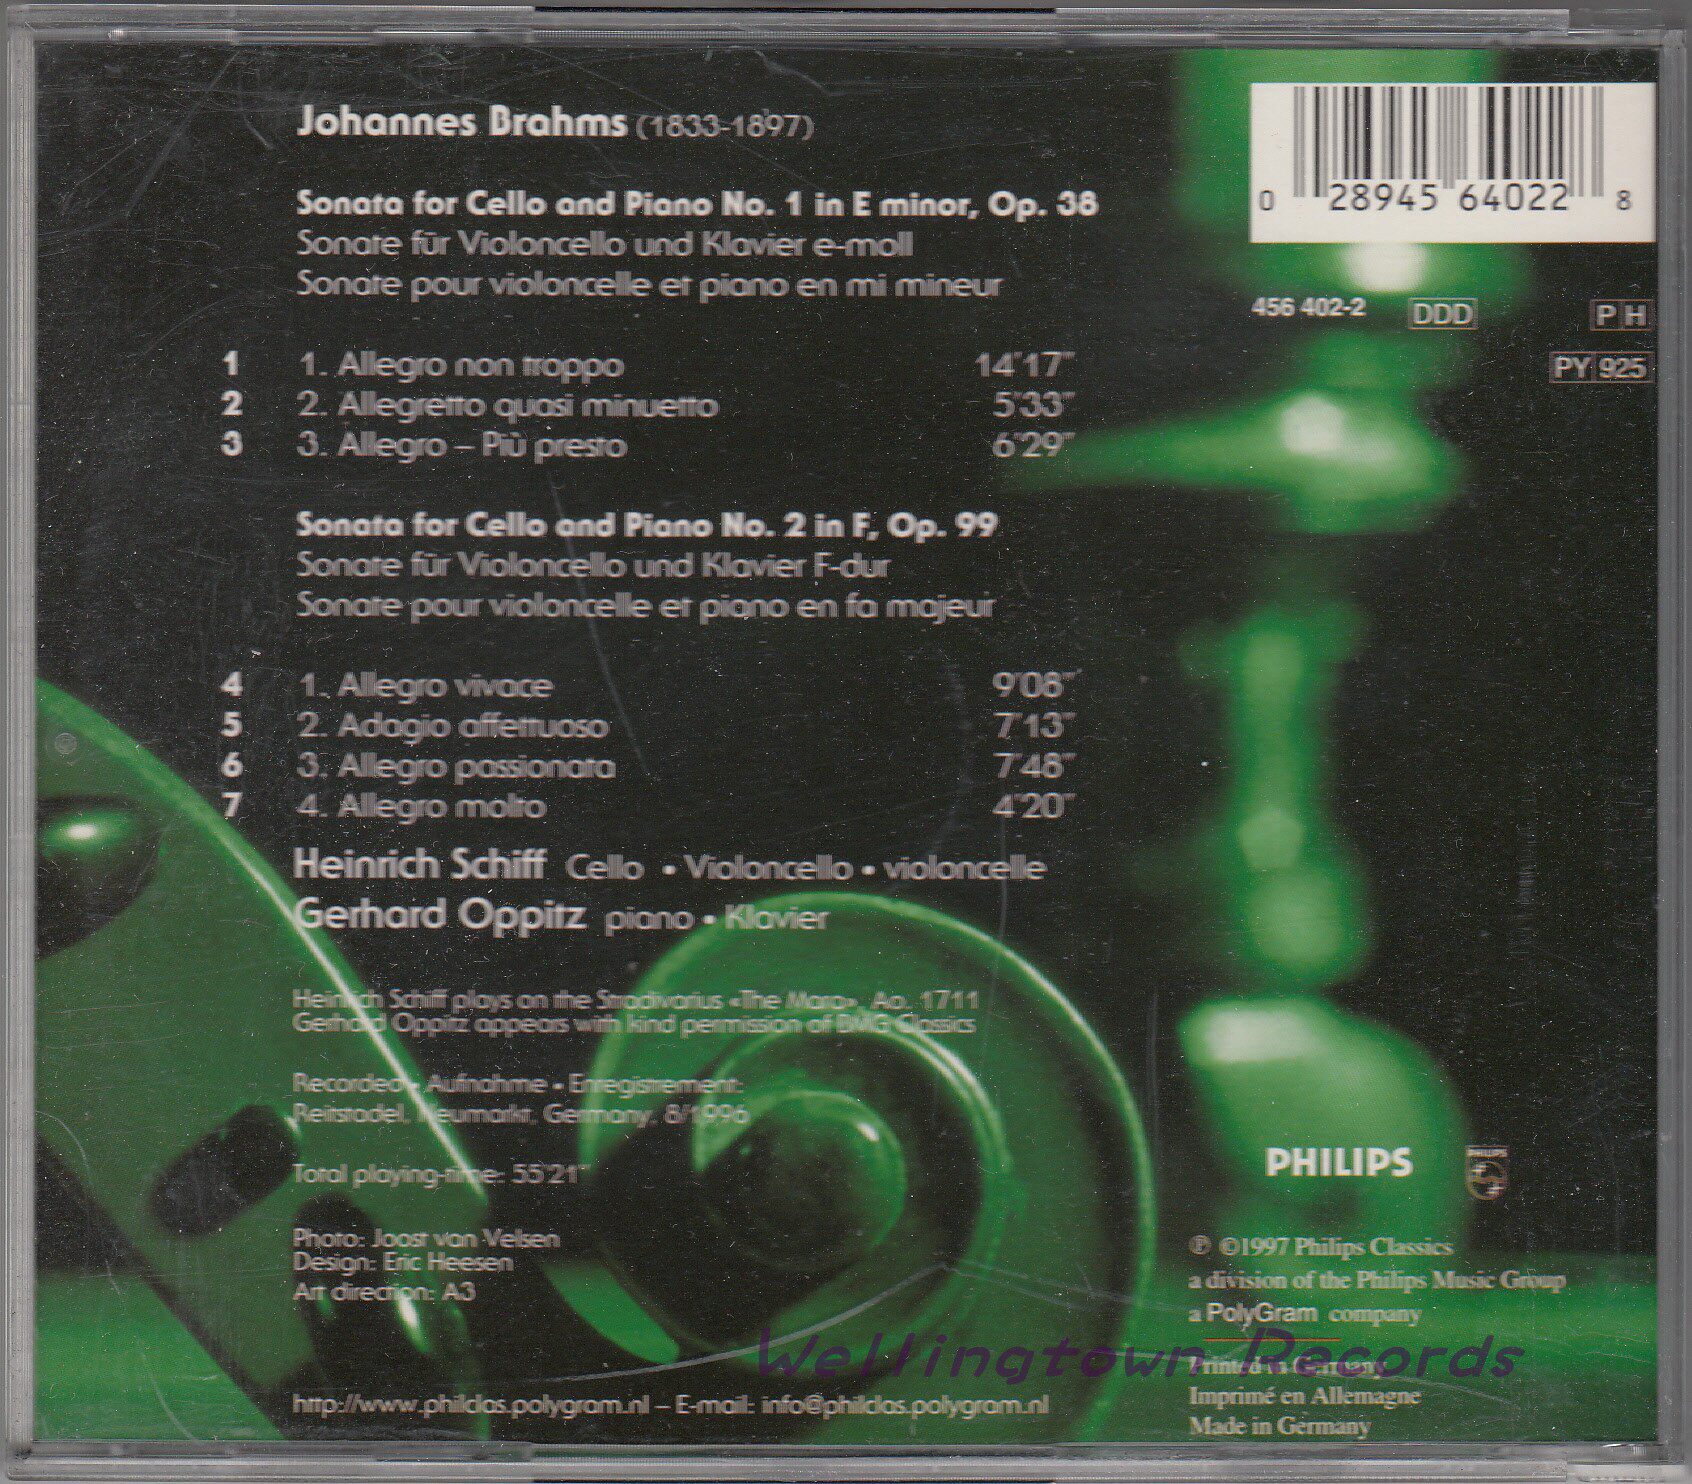 Johannes Brahms (1833-1897)
Sonata for Cello and Piano No. 1 in E minor, Op. 38
Sonate für Violoncello und Klavier e-moll
Sonate pour violoncelle et piano en mi mineur
1 1. Allegro non troppo 14'17"
2 2. Allegretto quasi minuetto 5'33"
3 3. Allegro – Più presto 6'29"
Sonata for Cello and Piano No. 2 in F, Op. 99
Sonate für Violoncello und Klavier F-dur
Sonate pour violoncelle et piano en fa majeur
4 1. Allegro vivace 9'08"
5 2. Adagio affettuoso 7'13"
6 3. Allegro passionata 7'48"
7 4. Allegro molto 4'20"
Heinrich Schiff Cello • Violoncello • violoncelle
Gerhard Oppitz piano • Klavier
Heinrich Schiff plays on the Stradivarius «The Mara», Ao. 1711
Gerhard Oppitz appears with kind permission of BMG Classics
Recorded • Aufnahme • Enregistrement:
Reitstadel, Neumarkt, Germany, 8/1996
Total playing-time: 55'21"
Photo: Joost van Velsen
Design: Eric Heesen
Art direction: A3
http://www.philclas.polygram.nl – E-mail: info@philclas.polygram.nl
0 28945 64022 8
456 402-2 DDD PH
PY 925
PHILIPS
PHILIPS
℗ ©1997 Philips Classics
a division of the Philips Music Group
a PolyGram company
Wellingtown Records
Printed in Germany
Imprimé en Allemagne
Made in Germany